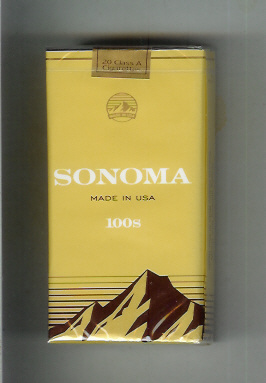 20 Class A
Cigarettes
SONOMA
MADE IN USA
100s